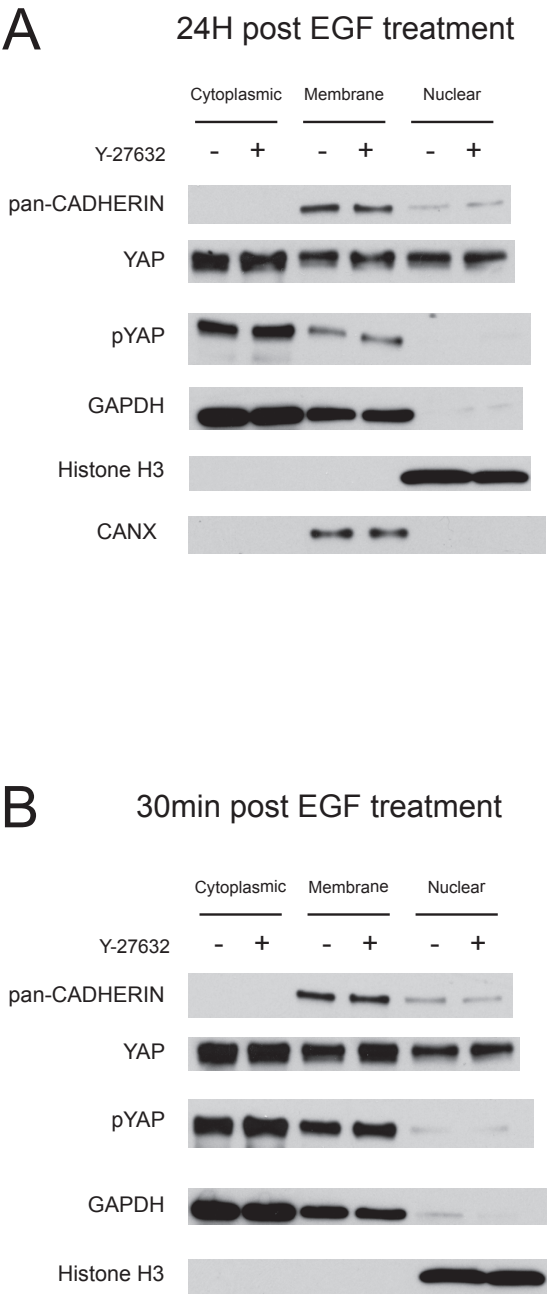 A
24H post EGF treatment
Cytoplasmic Membrane Nuclear
Y-27632 - + - + - +
pan-CADHERIN
YAP
pYAP
GAPDH
Histone H3
CANX
B
30min post EGF treatment
Cytoplasmic Membrane Nuclear
Y-27632 - + - + - +
pan-CADHERIN
YAP
pYAP
GAPDH
Histone H3